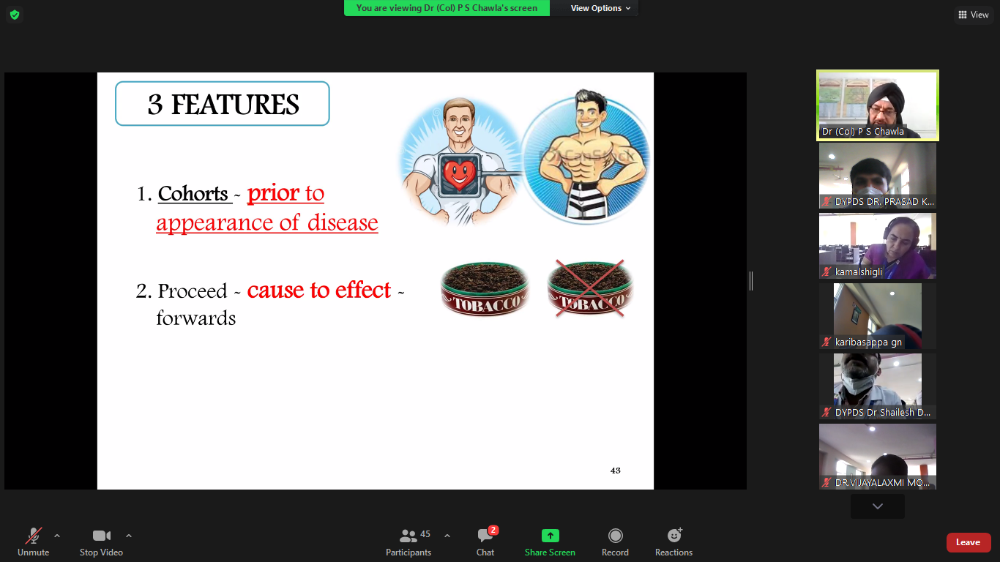 You are viewing Dr (Col) P S Chawla's screen
View Options
View
3 FEATURES
1. Cohorts - prior to
appearance of disease
2. Proceed - cause to effect -
forwards
CanStock
TOBACCO
TOBACCO
43
Dr (Col) P S Chawla
DYPDS DR. PRASAD K...
kamalshigli
karibasappa gn
DYPDS Dr Shailesh D...
DR.VIJAYALAXMI MO...
Unmute
Stop Video
45
Participants
2
Chat
Share Screen
Record
Reactions
Leave